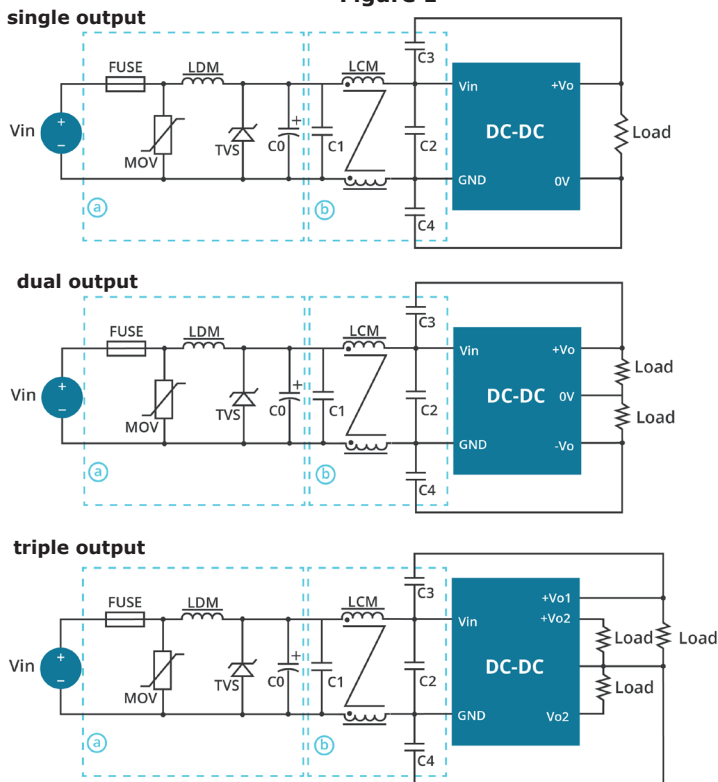 Figure 1
single output
FUSE LDM LCM C3
Vin + − MOV TVS C0 + C1 C2 Vin +Vo DC-DC GND 0V Load
a b C4
dual output
FUSE LDM LCM C3
Vin + − MOV TVS C0 + C1 C2 Vin +Vo DC-DC 0V GND -Vo Load
Load
a b C4
triple output
FUSE LDM LCM C3
Vin + − MOV TVS C0 + C1 C2 Vin +Vo1
+Vo2
DC-DC Load Load
Load
GND Vo2
a b C4